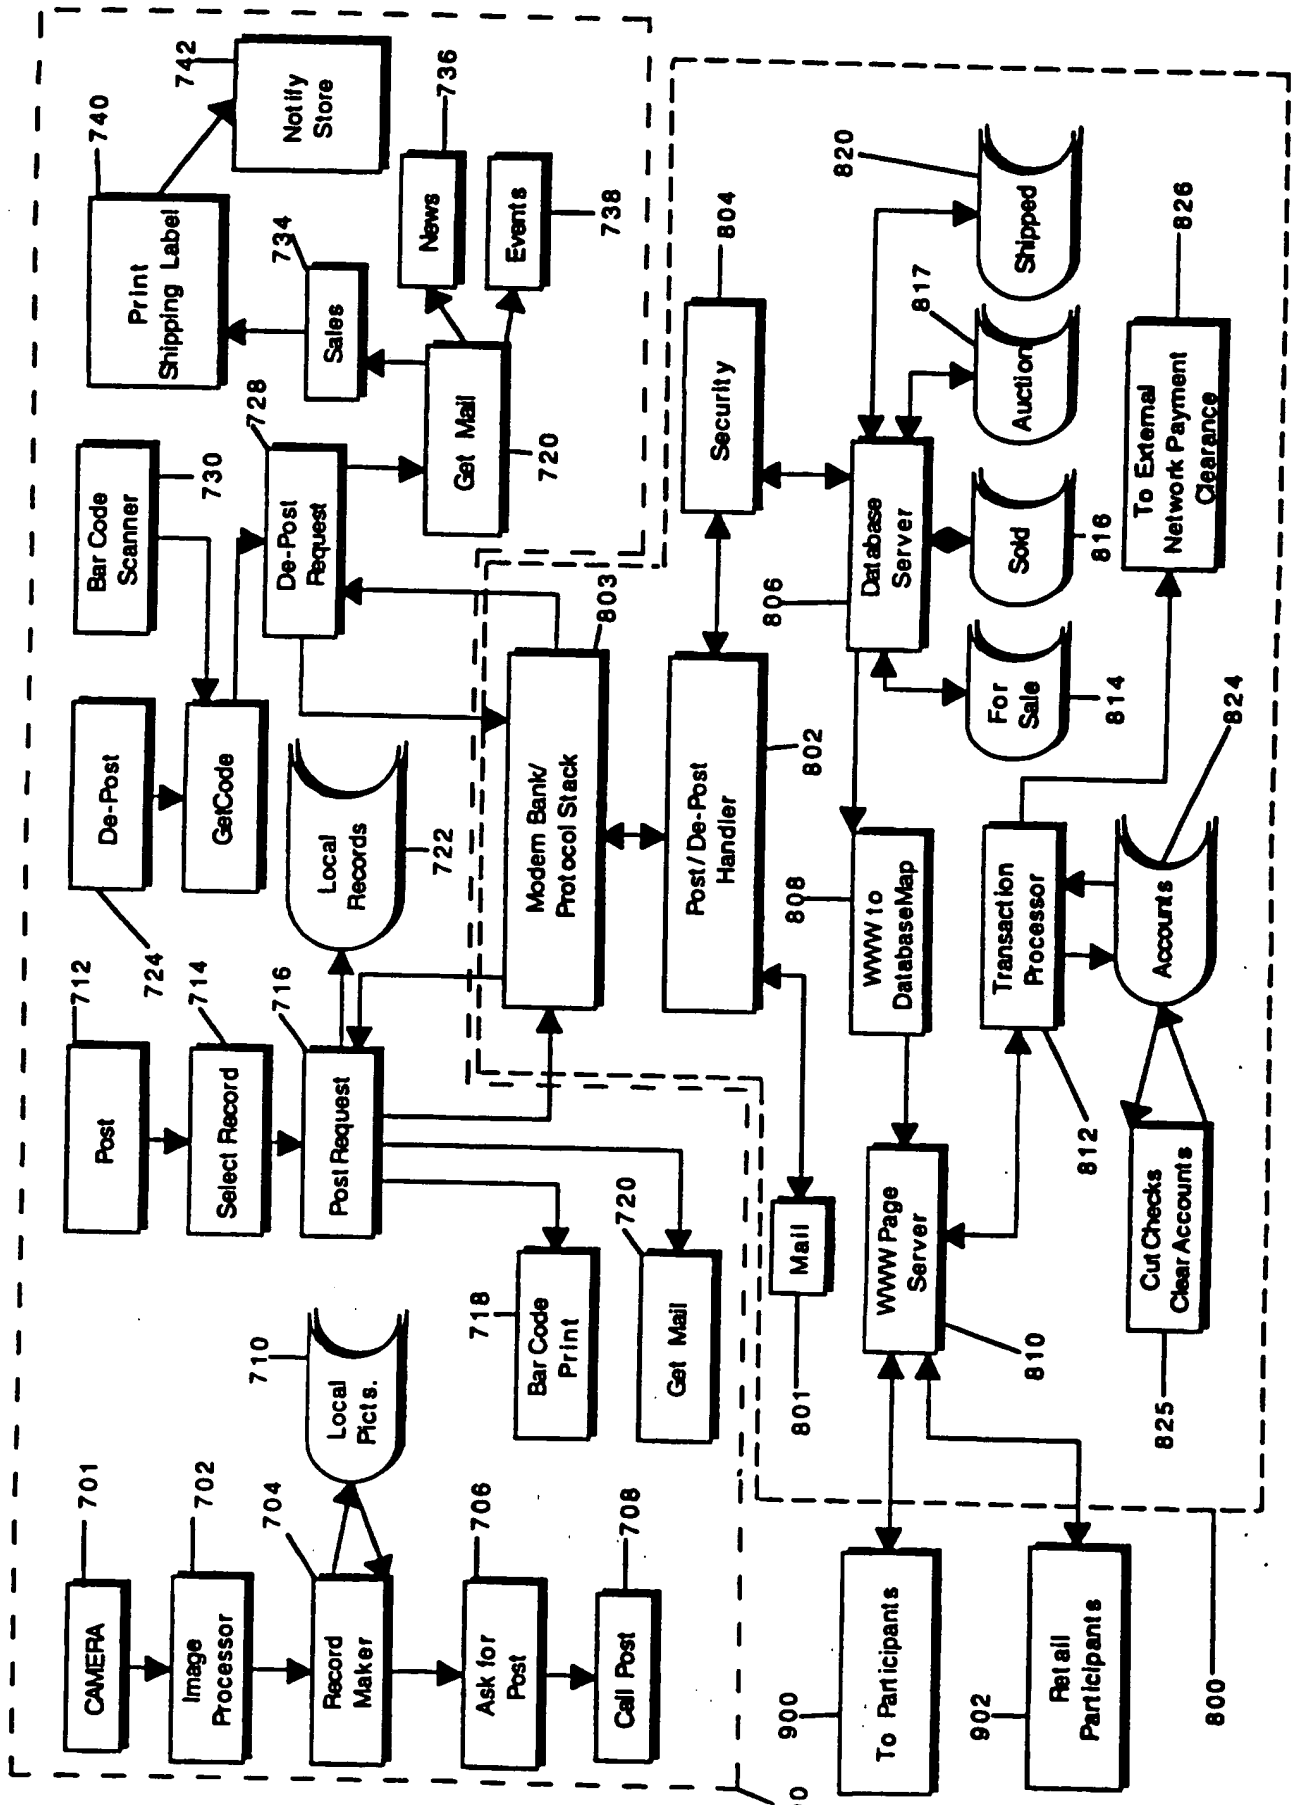 CAMERA
701
Image
Processor
702
Record
Maker
704
Local
Picts.
710
Ask for
Post
706
Call Post
708
Post
712
Select Record
714
Post Request
716
Local
Records
722
Bar Code
Print
718
Get Mail
720
De-Post
724
GetCode
Bar Code
Scanner
730
De-Post
Request
728
Get Mail
720
Sales
734
Print
Shipping Label
740
Notify
Store
742
News
736
Events
738
Modem Bank/
Protocol Stack
803
Post/De-Post
Handler
802
Mail
801
Security
804
Database
Server
806
For
Sale
814
Sold
816
Auction
817
Shipped
820
WWW to
DatabaseMap
808
WWW Page
Server
810
Transaction
Processor
812
Accounts
824
Cut Checks
Clear Accounts
825
To External
Network Payment
Clearance
826
To Participants
900
Retail
Participants
902
800